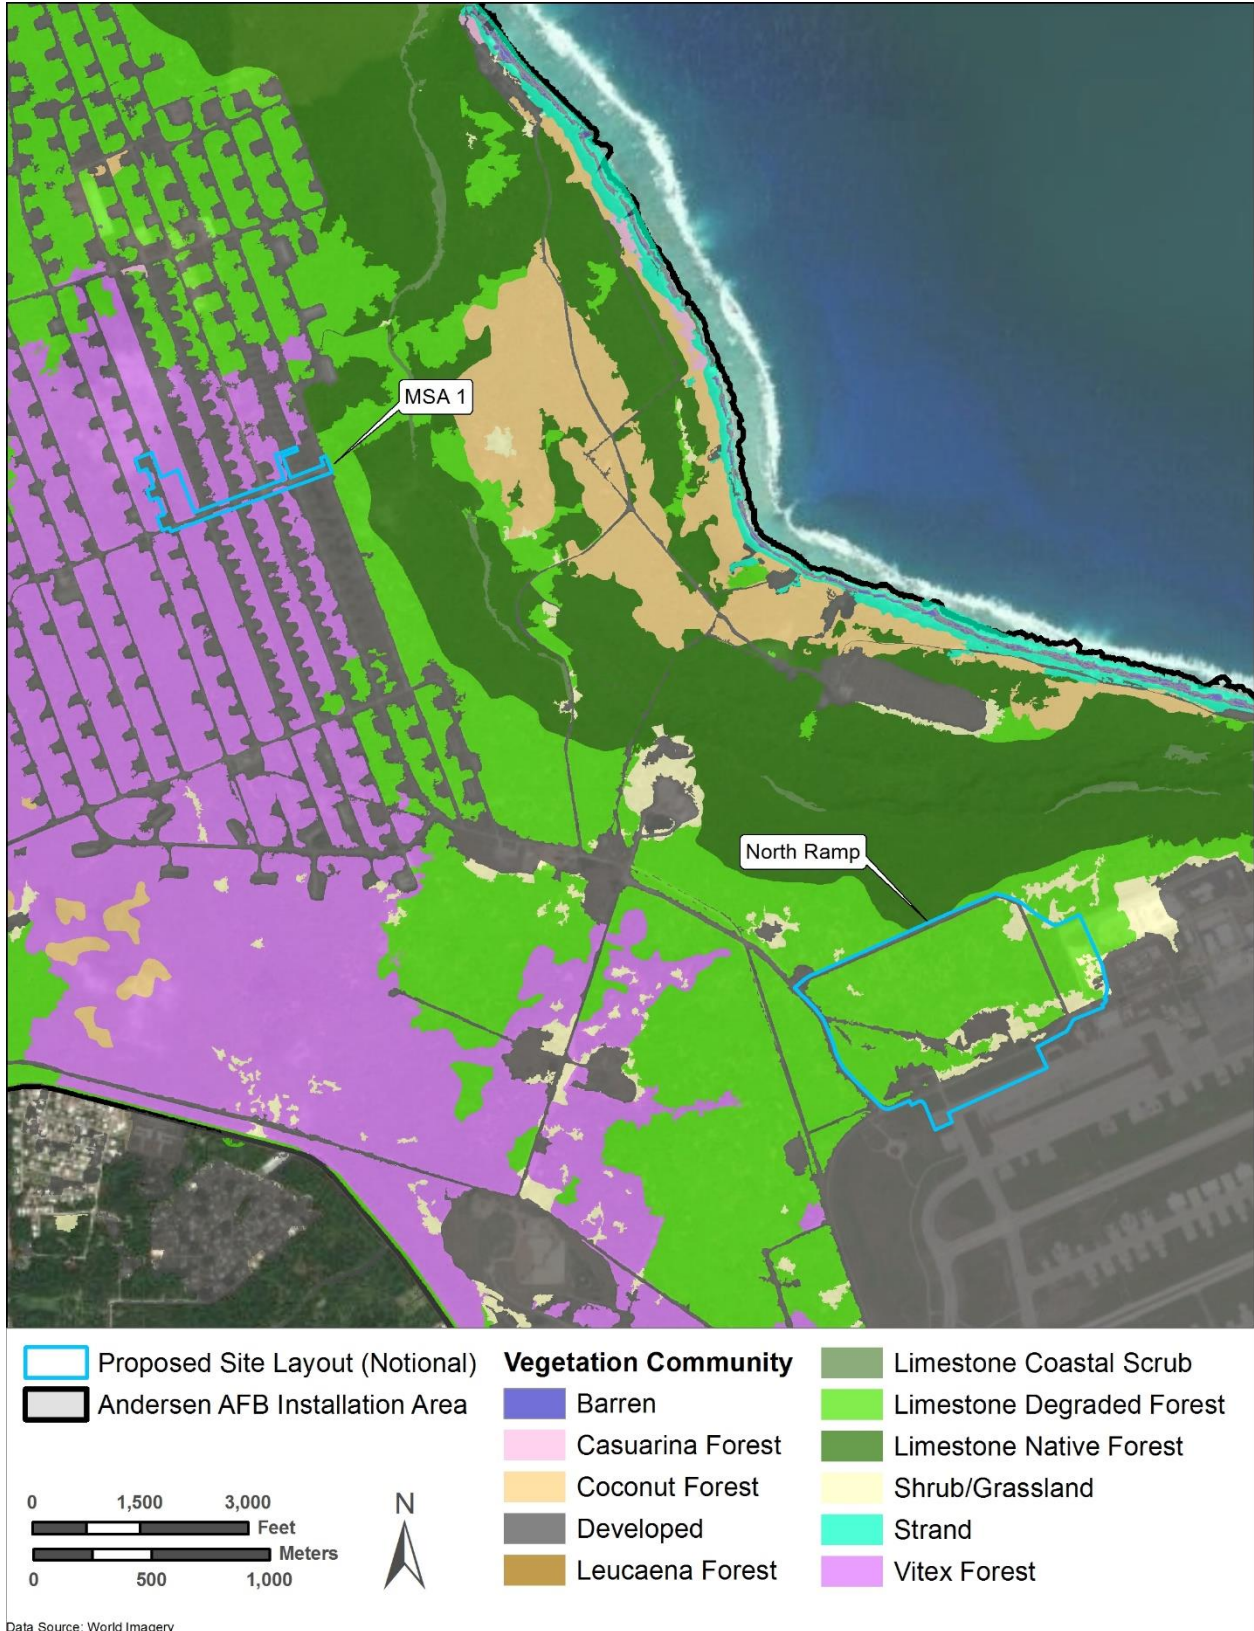 MSA 1
North Ramp
Proposed Site Layout (Notional)
Andersen AFB Installation Area
0 1,500 3,000
Feet
Meters
0 500 1,000
N
Vegetation Community
Barren
Casuarina Forest
Coconut Forest
Developed
Leucaena Forest
Limestone Coastal Scrub
Limestone Degraded Forest
Limestone Native Forest
Shrub/Grassland
Strand
Vitex Forest
Data Source: World Imagery